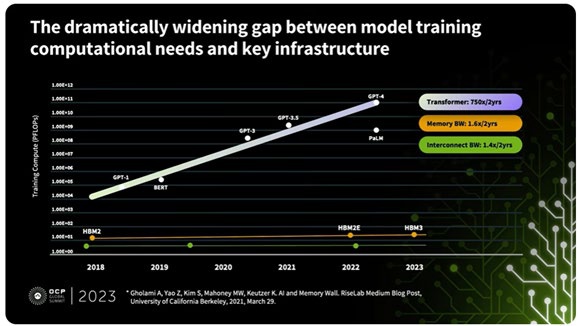 The dramatically widening gap between model training
computational needs and key infrastructure
Training Compute (PFLOPs)
1.00E+13
1.00E+12
1.00E+11
1.00E+10
1.00E+09
1.00E+08
1.00E+07
1.00E+06
1.00E+05
1.00E+04
1.00E+03
1.00E+02
1.00E+01
1.00E+00
GPT-4
GPT-3.5
GPT-3
PaLM
GPT-1
BERT
HBM2
HBM2E
HBM3
2018
2019
2020
2021
2022
2023
Transformer: 750x/2yrs
Memory BW: 1.6x/2yrs
Interconnect BW: 1.4x/2yrs
OCP
GLOBAL
SUMMIT
2023
* Gholami A, Yao Z, Kim S, Mahoney MW, Keutzer K. AI and Memory Wall. RiseLab Medium Blog Post,
University of California Berkeley, 2021, March 29.